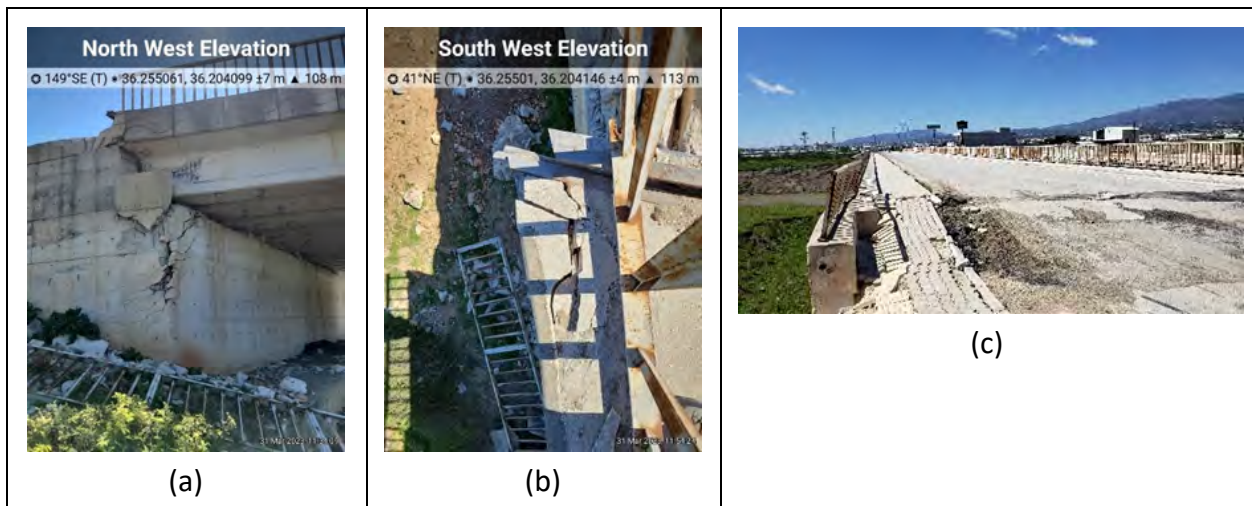 North West Elevation
149°SE (T) ● 36.255061, 36.204099 ±7 m ▲ 108 m
(a)
South West Elevation
41°NE (T) ● 36.25501, 36.204146 ±4 m ▲ 113 m
31 Mar 2023, 11:54:24
(b)
(c)